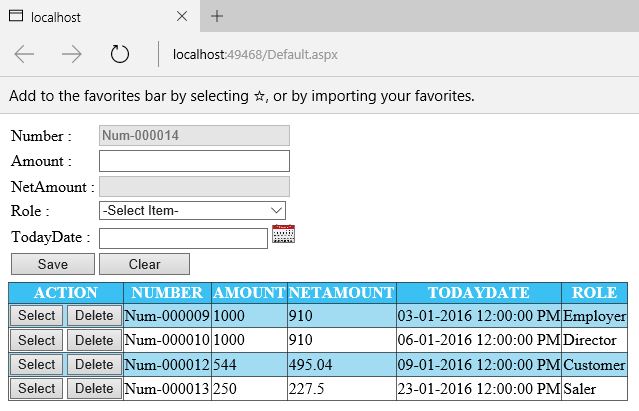 localhost
localhost:49468/Default.aspx
Add to the favorites bar by selecting ☆, or by importing your favorites.
Number : Num-000014
Amount :
NetAmount :
Role : -Select Item-
TodayDate :
Save Clear
ACTION NUMBER AMOUNT NETAMOUNT TODAYDATE ROLE
Select Delete Num-000009 1000 910 03-01-2016 12:00:00 PM Employer
Select Delete Num-000010 1000 910 06-01-2016 12:00:00 PM Director
Select Delete Num-000012 544 495.04 09-01-2016 12:00:00 PM Customer
Select Delete Num-000013 250 227.5 23-01-2016 12:00:00 PM Saler